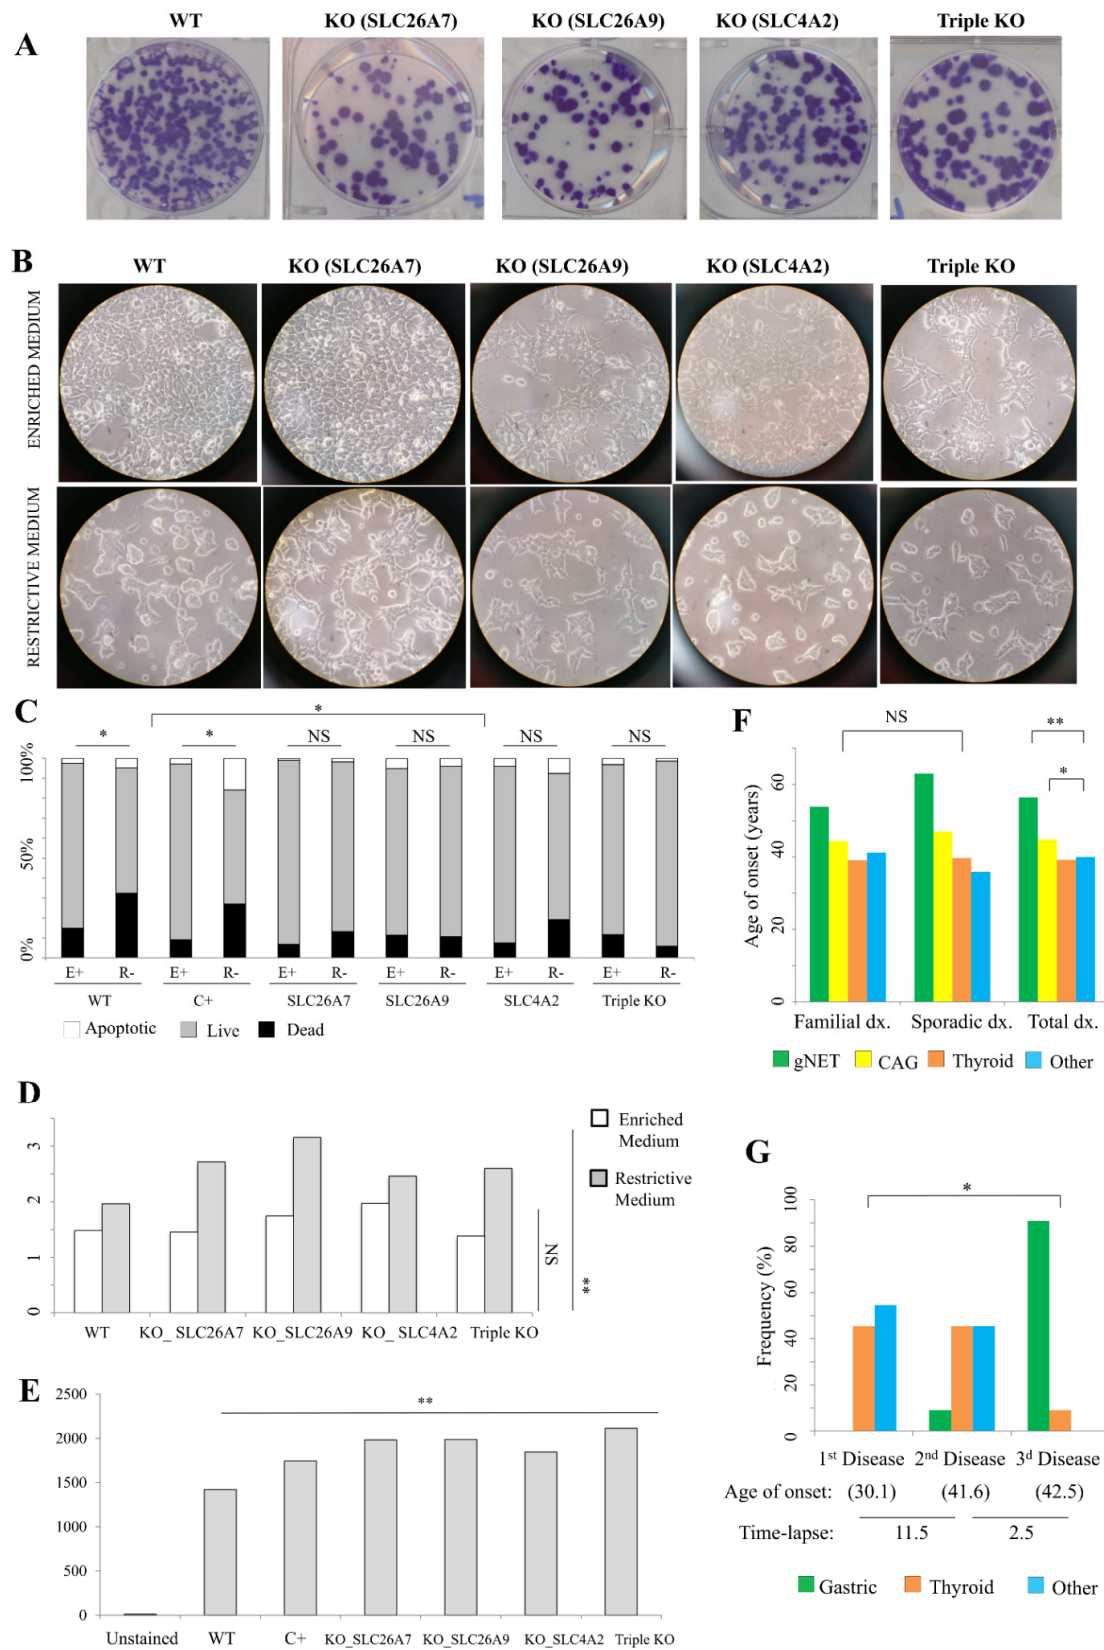 A
WT KO (SLC26A7) KO (SLC26A9) KO (SLC4A2) Triple KO
B
WT KO (SLC26A7) KO (SLC26A9) KO (SLC4A2) Triple KO
ENRICHED MEDIUM
RESTRICTIVE MEDIUM
C
*
* * NS NS NS NS
100%
50%
0%
E+ R- E+ R- E+ R- E+ R- E+ R- E+ R-
WT C+ SLC26A7 SLC26A9 SLC4A2 Triple KO
Apoptotic Live Dead
D
3
2
1
0
WT KO_ SLC26A7 KO_SLC26A9 KO_ SLC4A2 Triple KO
Enriched
Medium
Restrictive
Medium
NS
**
E
**
2500
2000
1500
1000
500
0
Unstained WT C+ KO_SLC26A7 KO_SLC26A9 KO_SLC4A2 Triple KO
F
NS **
*
Age of onset (years)
60
40
20
0
Familial dx. Sporadic dx. Total dx.
gNET CAG Thyroid Other
G
*
Frequency (%)
100
80
60
40
20
0
1st Disease 2nd Disease 3d Disease
Age of onset: (30.1) (41.6) (42.5)
Time-lapse: 11.5 2.5
Gastric Thyroid Other